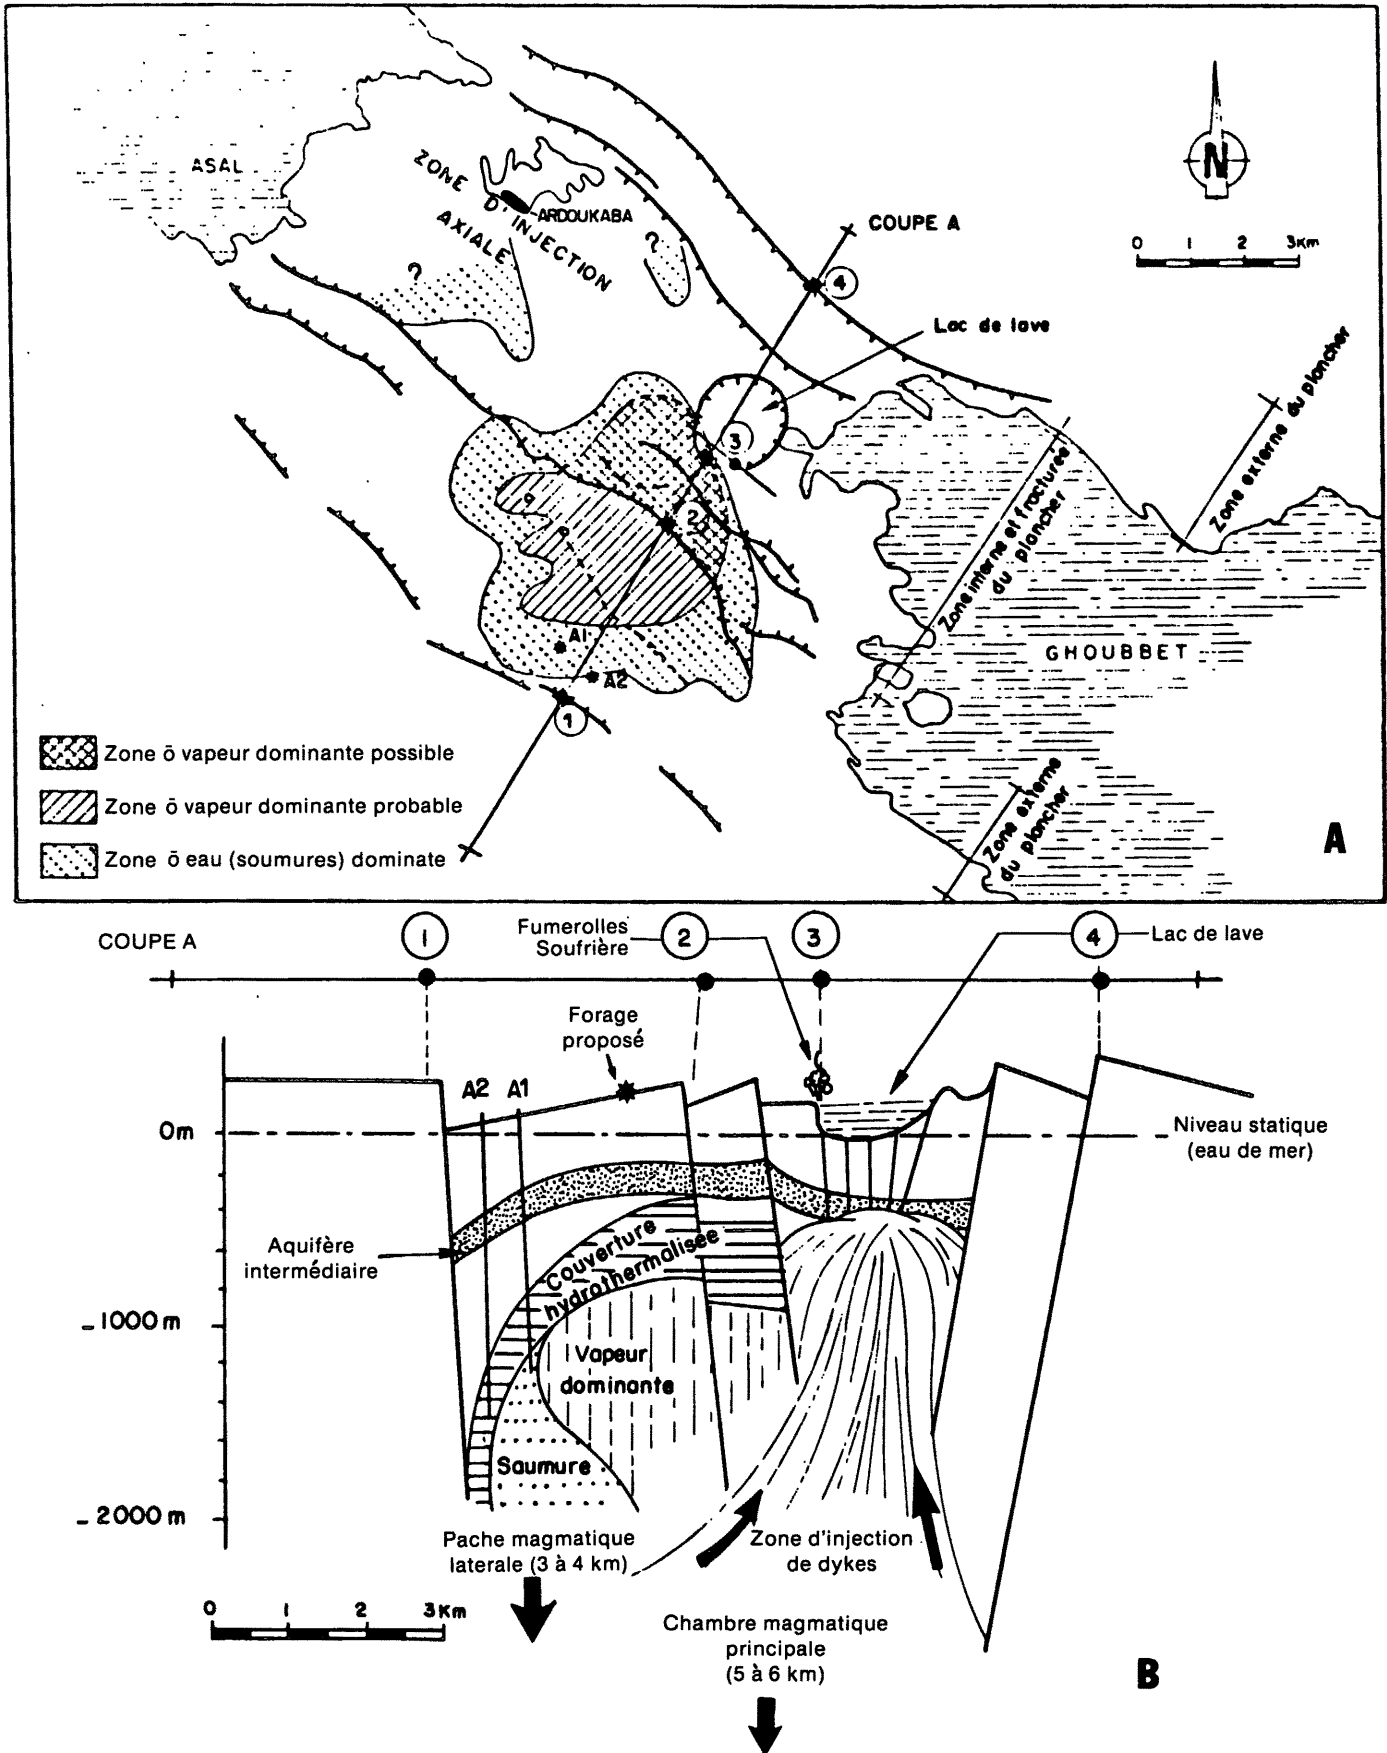 ASAL
ZONE
D'INJECTION
AXIALE
ARDOUKABA
?
?
COUPE A
4
Lac de lave
N
0 1 2 3Km
3
2
?
?
A1
A2
1
Zone externe du plancher
Zone interne et fracturée
du plancher
GHOUBBET
Zone externe
du plancher
Zone ō vapeur dominante possible
Zone ō vapeur dominante probable
Zone ō eau (soumures) dominate
A
COUPE A
1
Fumerolles
Soufrière
2
3
4
Lac de lave
Forage
proposé
A2 A1
0m
Niveau statique
(eau de mer)
Aquifère
intermédiaire
Couverture
hydrothermalisée
_1000m
Vapeur
dominante
Saumure
_2000m
Pache magmatique
laterale (3 à 4 km)
Zone d'injection
de dykes
0 1 2 3Km
Chambre magmatique
principale
(5 à 6 km)
B